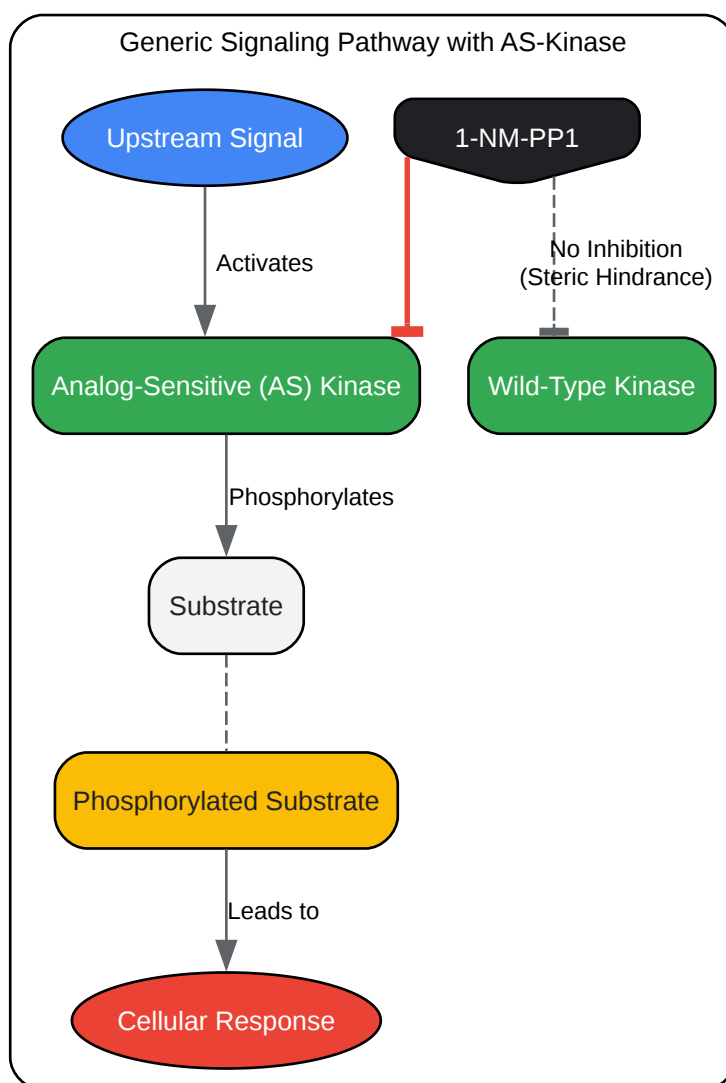 Generic Signaling Pathway with AS-Kinase
Upstream Signal
1-NM-PP1
Activates
No Inhibition
(Steric Hindrance)
Analog-Sensitive (AS) Kinase
Wild-Type Kinase
Phosphorylates
Substrate
Phosphorylated Substrate
Leads to
Cellular Response